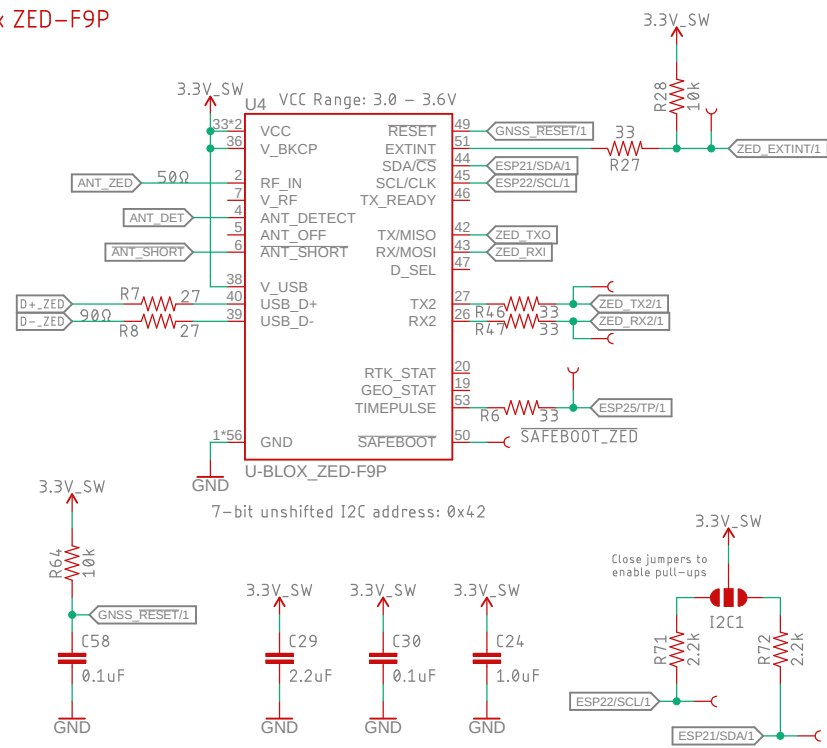 x ZED-F9P
3.3V_SW
R28
10k
3.3V_SW
U4
VCC Range: 3.0 - 3.6V
33*2
VCC
RESET
49
GNSS_RESET/1
36
V_BKCP
EXTINT
51
33
R27
ZED_EXTINT/1
SDA/CS
44
ESP21/SDA/1
ANT_ZED
50Ω
2
RF_IN
SCL/CLK
45
ESP22/SCL/1
7
V_RF
TX_READY
46
ANT_DET
4
ANT_DETECT
5
ANT_OFF
TX/MISO
42
ZED_TXO
ANT_SHORT
6
ANT_SHORT
RX/MOSI
43
ZED_RXI
D_SEL
47
38
V_USB
D+_ZED
R7
27
40
USB_D+
TX2
27
R46
33
ZED_TX2/1
D-_ZED
90Ω
R8
27
39
USB_D-
RX2
26
R47
33
ZED_RX2/1
RTK_STAT
20
GEO_STAT
19
TIMEPULSE
53
R6
33
ESP25/TP/1
1*56
GND
SAFEBOOT
50
SAFEBOOT_ZED
GND
U-BLOX_ZED-F9P
7-bit unshifted I2C address: 0x42
3.3V_SW
R64
10k
GNSS_RESET/1
C58
0.1uF
GND
3.3V_SW
C29
2.2uF
GND
3.3V_SW
C30
0.1uF
GND
3.3V_SW
C24
1.0uF
GND
3.3V_SW
Close jumpers to
enable pull-ups
I2C1
R71
2.2k
R72
2.2k
ESP22/SCL/1
ESP21/SDA/1